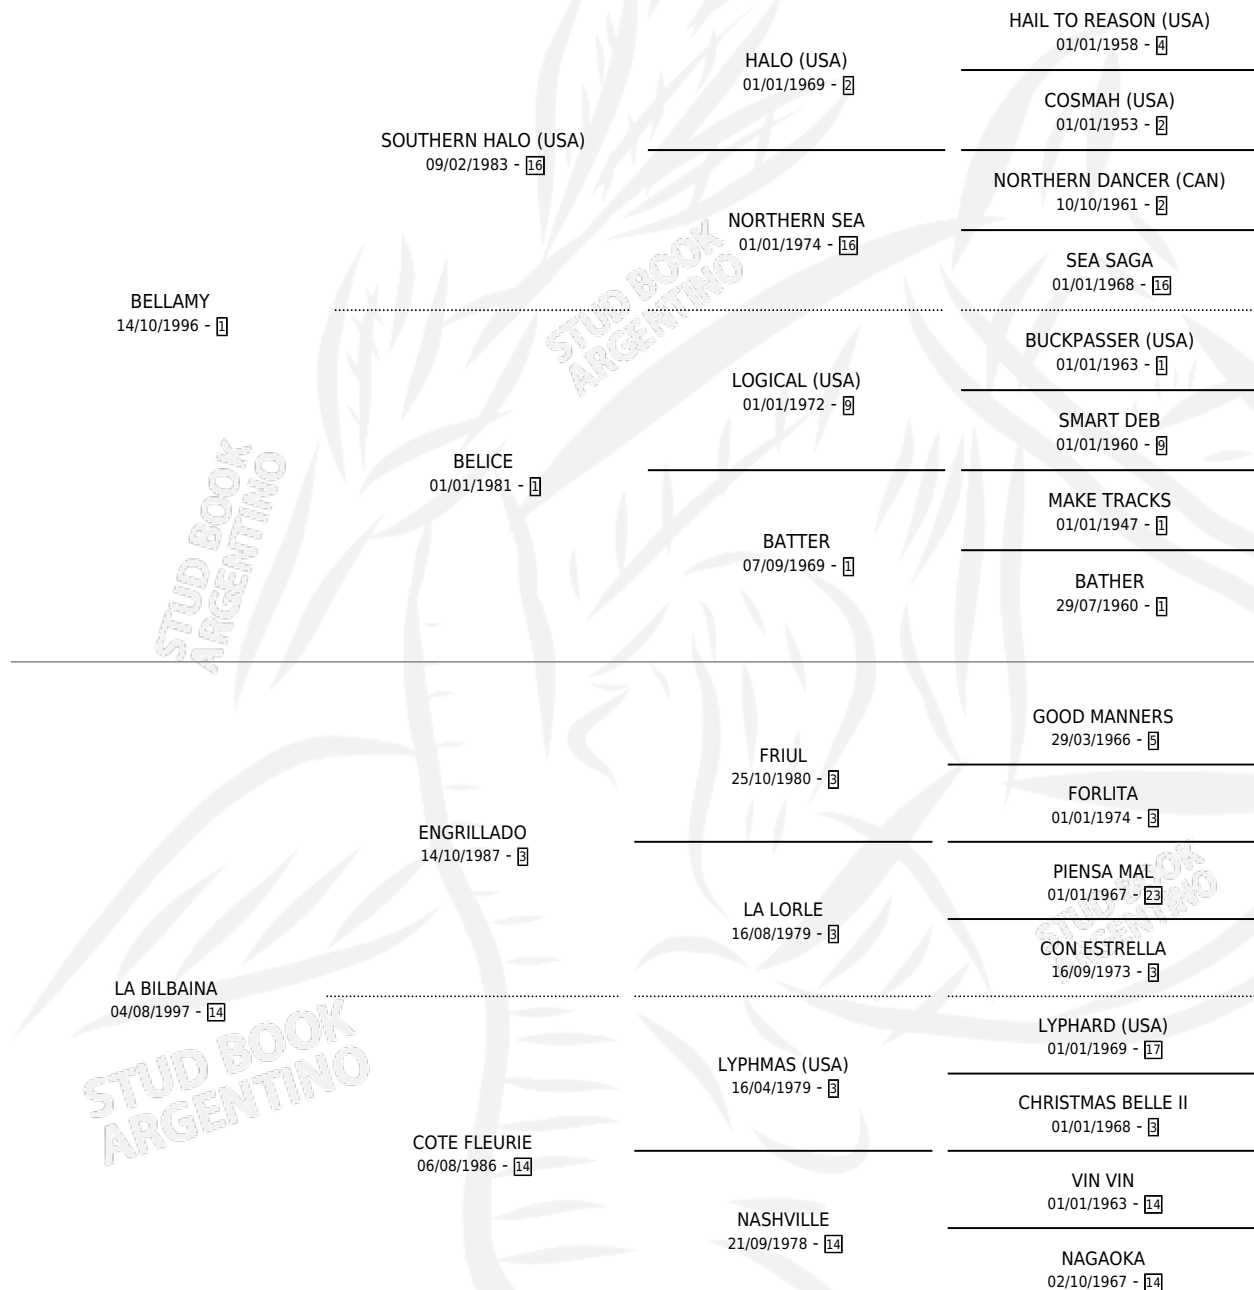 HAIL TO REASON (USA)
01/01/1958 - 4
HALO (USA)
01/01/1969 - 2
COSMAH (USA)
01/01/1953 - 2
SOUTHERN HALO (USA)
09/02/1983 - 16
NORTHERN DANCER (CAN)
10/10/1961 - 2
NORTHERN SEA
01/01/1974 - 16
SEA SAGA
01/01/1968 - 16
BELLAMY
14/10/1996 - 1
BUCKPASSER (USA)
01/01/1963 - 1
LOGICAL (USA)
01/01/1972 - 9
SMART DEB
01/01/1960 - 9
BELICE
01/01/1981 - 1
MAKE TRACKS
01/01/1947 - 1
BATTER
07/09/1969 - 1
BATHER
29/07/1960 - 1
STUD BOOK
ARGENTINO
STUD BOOK
ARGENTINO
GOOD MANNERS
29/03/1966 - 5
FRIUL
25/10/1980 - 3
FORLITA
01/01/1974 - 3
ENGRILLADO
14/10/1987 - 3
PIENSA MAL
01/01/1967 - 23
LA LORLE
16/08/1979 - 3
CON ESTRELLA
16/09/1973 - 3
STUD BOOK
ARGENTINO
LA BILBAINA
04/08/1997 - 14
LYPHARD (USA)
01/01/1969 - 17
LYPHMAS (USA)
16/04/1979 - 3
CHRISTMAS BELLE II
01/01/1968 - 3
COTE FLEURIE
06/08/1986 - 14
VIN VIN
01/01/1963 - 14
NASHVILLE
21/09/1978 - 14
NAGAOKA
02/10/1967 - 14
STUD BOOK
ARGENTINO